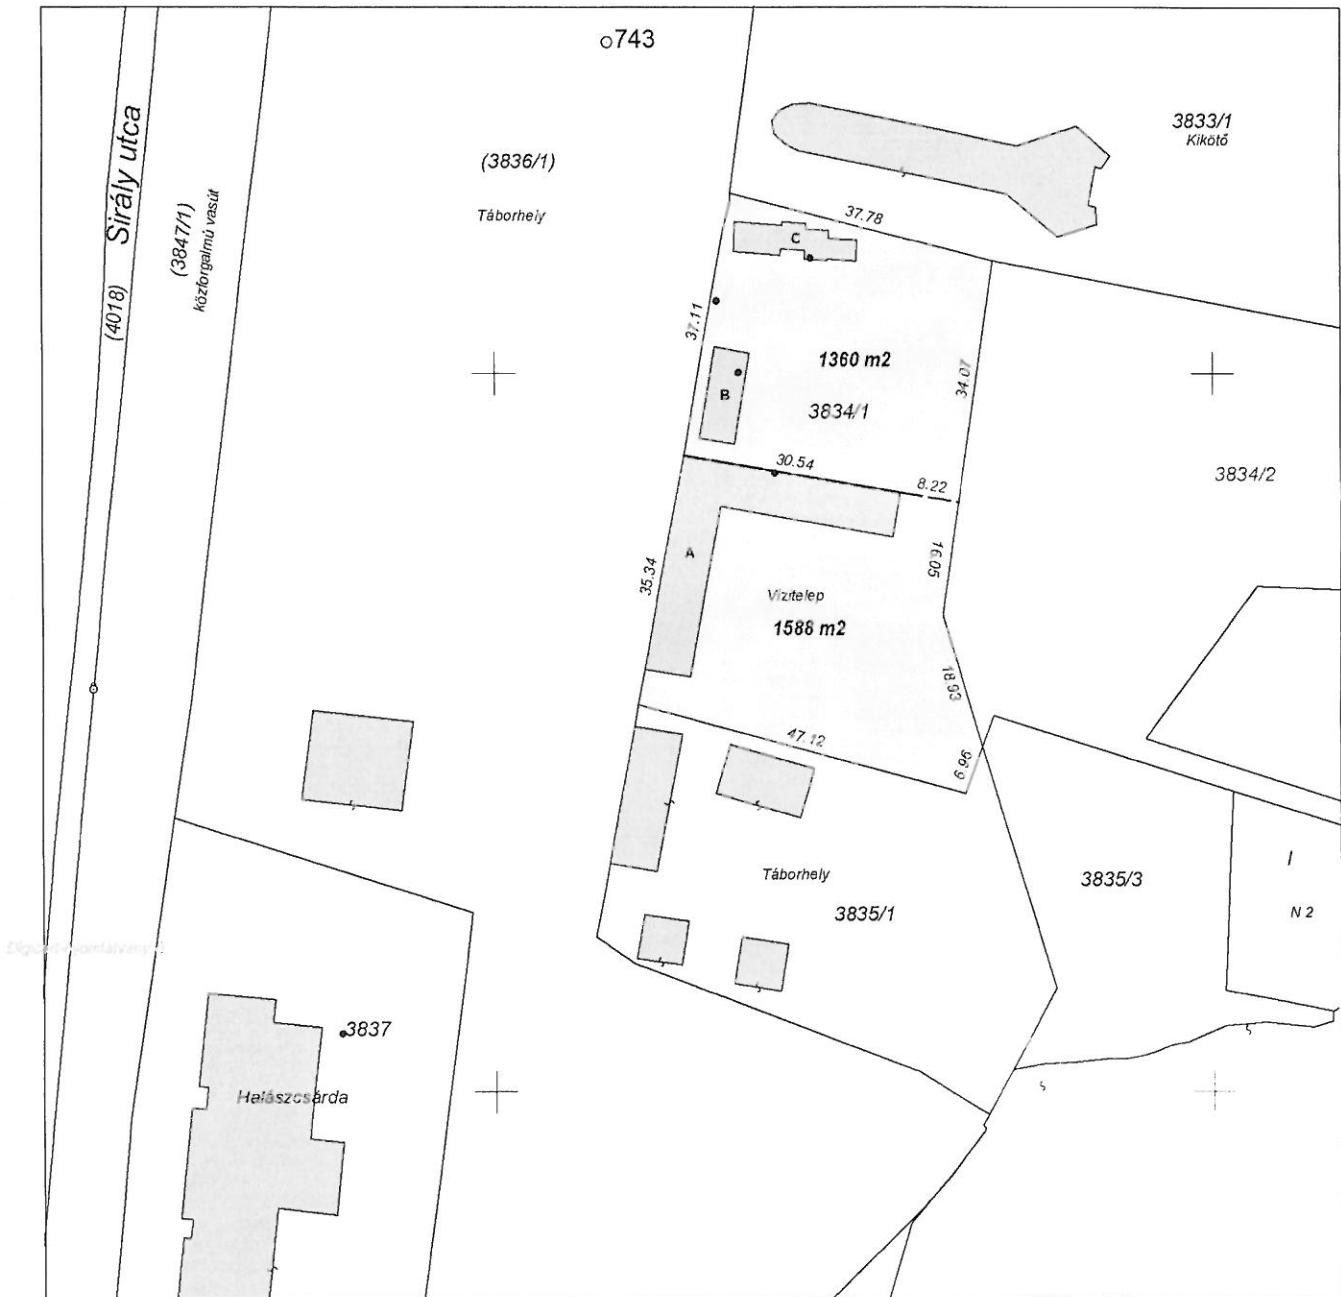 743
(4018) Sirály utca
(3847/1)
közforgalmú vasút
(3836/1)
Táborhely
3833/1
Kikötő
37.78
C
37.11
1360 m2
34.07
B
3834/1
30.54
8.22
3834/2
A
16.05
35.34
Vízitelep
1588 m2
18.93
47.12
6.96
Táborhely
3835/1
3835/3
I
N 2
3837
Halászcsárda